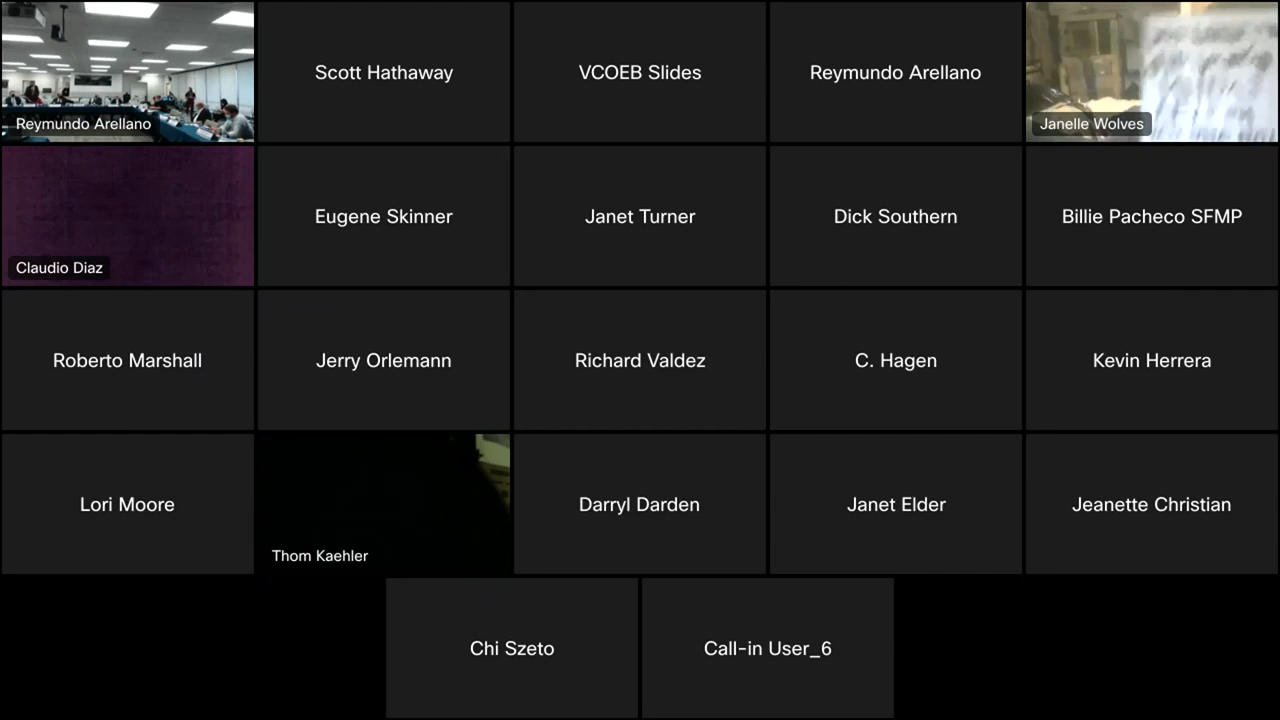 Reymundo Arellano
Scott Hathaway
VCOEB Slides
Reymundo Arellano
Janelle Wolves
Claudio Diaz
Eugene Skinner
Janet Turner
Dick Southern
Billie Pacheco SFMP
Roberto Marshall
Jerry Orlemann
Richard Valdez
C. Hagen
Kevin Herrera
Lori Moore
Thom Kaehler
Darryl Darden
Janet Elder
Jeanette Christian
Chi Szeto
Call-in User_6